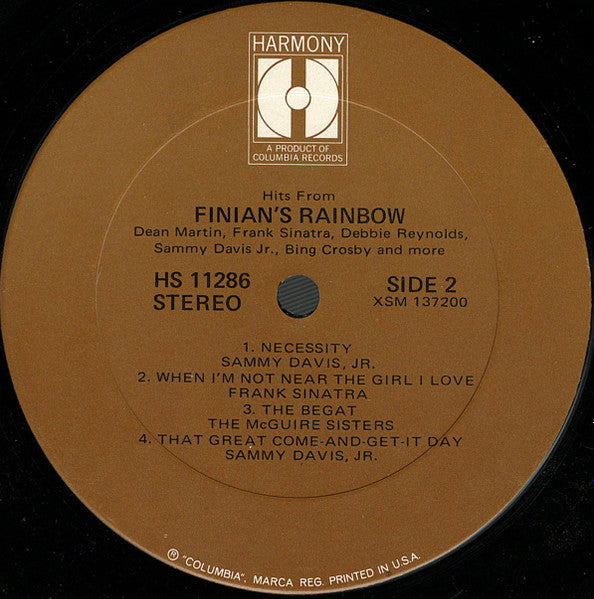 HARMONY
A PRODUCT OF
COLUMBIA RECORDS
Hits From
FINIAN'S RAINBOW
Dean Martin, Frank Sinatra, Debbie Reynolds,
Sammy Davis Jr., Bing Crosby and more
HS 11286
STEREO
SIDE 2
XSM 137200
1. NECESSITY
SAMMY DAVIS, JR.
2. WHEN I'M NOT NEAR THE GIRL I LOVE
FRANK SINATRA
3. THE BEGAT
THE McGUIRE SISTERS
4. THAT GREAT COME-AND-GET-IT DAY
SAMMY DAVIS, JR.
Ⓡ "COLUMBIA", MARCA REG. PRINTED IN U.S.A.